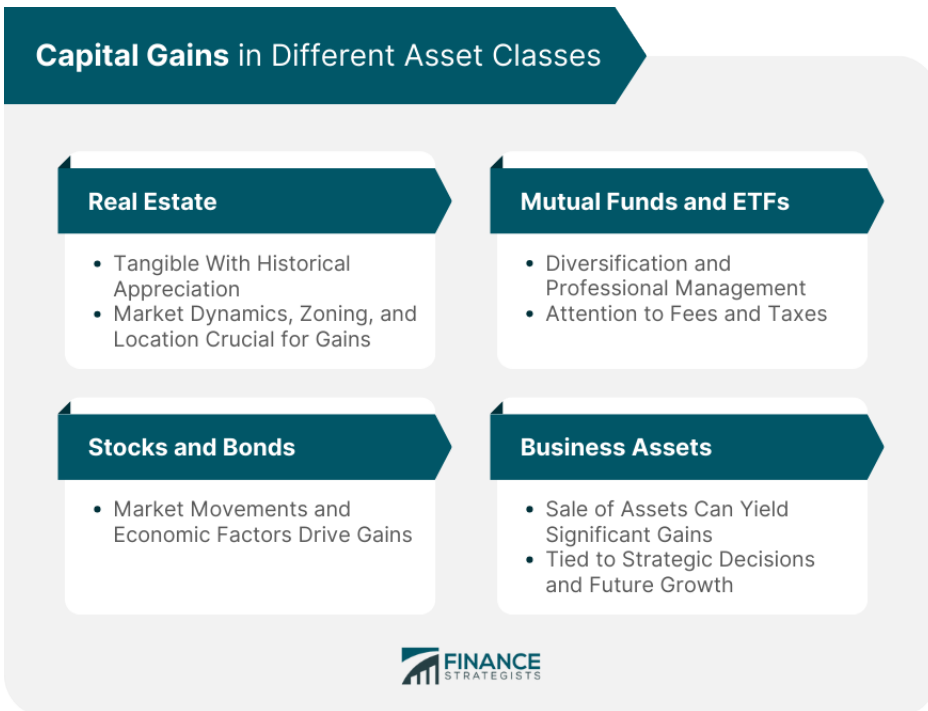 Capital Gains in Different Asset Classes
Real Estate
• Tangible With Historical
Appreciation
• Market Dynamics, Zoning, and
Location Crucial for Gains
Mutual Funds and ETFs
• Diversification and
Professional Management
• Attention to Fees and Taxes
Stocks and Bonds
• Market Movements and
Economic Factors Drive Gains
Business Assets
• Sale of Assets Can Yield
Significant Gains
• Tied to Strategic Decisions
and Future Growth
FINANCE
STRATEGISTS